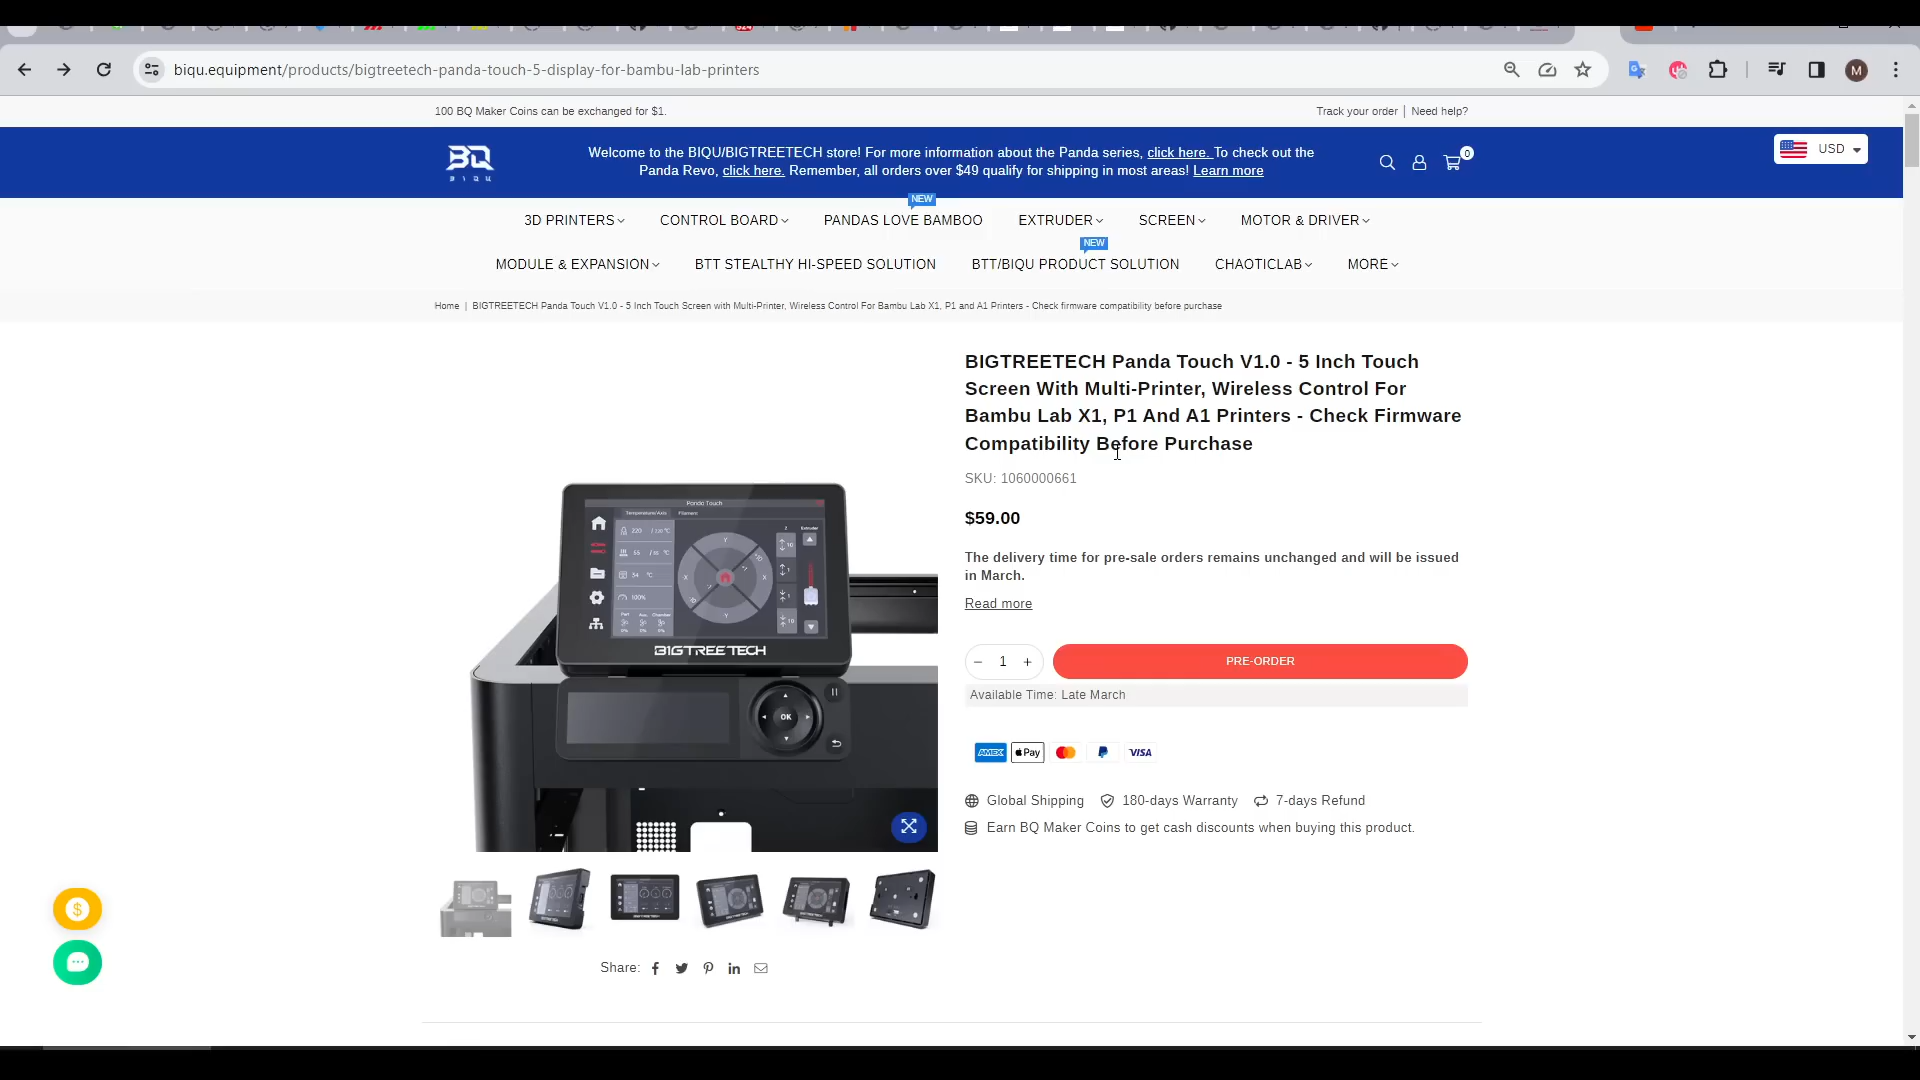 biqu.equipment/products/bigtreetech-panda-touch-5-display-for-bambu-lab-printers
M
100 BQ Maker Coins can be exchanged for $1.
Track your order | Need help?
BQ
BIQU
Welcome to the BIQU/BIGTREETECH store! For more information about the Panda series, click here. To check out the
Panda Revo, click here. Remember, all orders over $49 qualify for shipping in most areas! Learn more
0
USD
NEW
3D PRINTERS
CONTROL BOARD
PANDAS LOVE BAMBOO
EXTRUDER
SCREEN
MOTOR & DRIVER
NEW
MODULE & EXPANSION
BTT STEALTHY HI-SPEED SOLUTION
BTT/BIQU PRODUCT SOLUTION
CHAOTICLAB
MORE
Home | BIGTREETECH Panda Touch V1.0 - 5 Inch Touch Screen with Multi-Printer, Wireless Control For Bambu Lab X1, P1 and A1 Printers - Check firmware compatibility before purchase
BIGTREETECH Panda Touch V1.0 - 5 Inch Touch
Screen With Multi-Printer, Wireless Control For
Bambu Lab X1, P1 And A1 Printers - Check Firmware
Compatibility Before Purchase
SKU: 1060000661
$59.00
The delivery time for pre-sale orders remains unchanged and will be issued
in March.
Read more
− 1 +
PRE-ORDER
Available Time: Late March
AMEX
Pay
VISA
Global Shipping
180-days Warranty
7-days Refund
Earn BQ Maker Coins to get cash discounts when buying this product.
Panda Touch
Temperature/Axis
Filament
Extruder
220
55
34 °C
100%
Y
X
X
Y
BIGTREETECH
OK
Share: